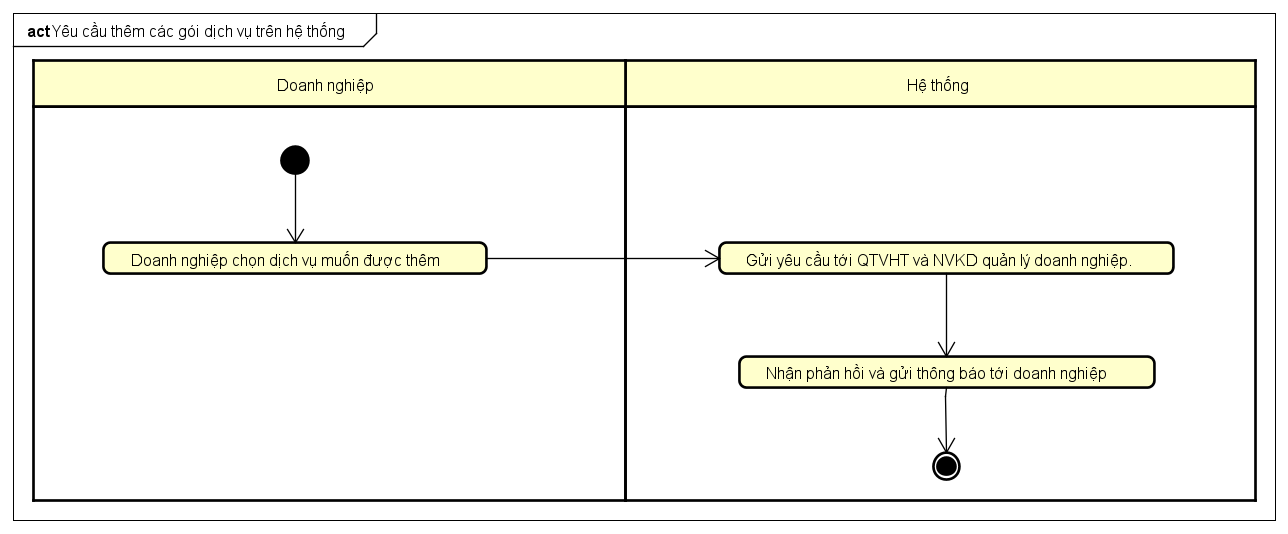 act Yêu cầu thêm các gói dịch vụ trên hệ thống
Doanh nghiệp
Hệ thống
Doanh nghiệp chọn dịch vụ muốn được thêm
Gửi yêu cầu tới QTVHT và NVKD quản lý doanh nghiệp.
Nhận phản hồi và gửi thông báo tới doanh nghiệp